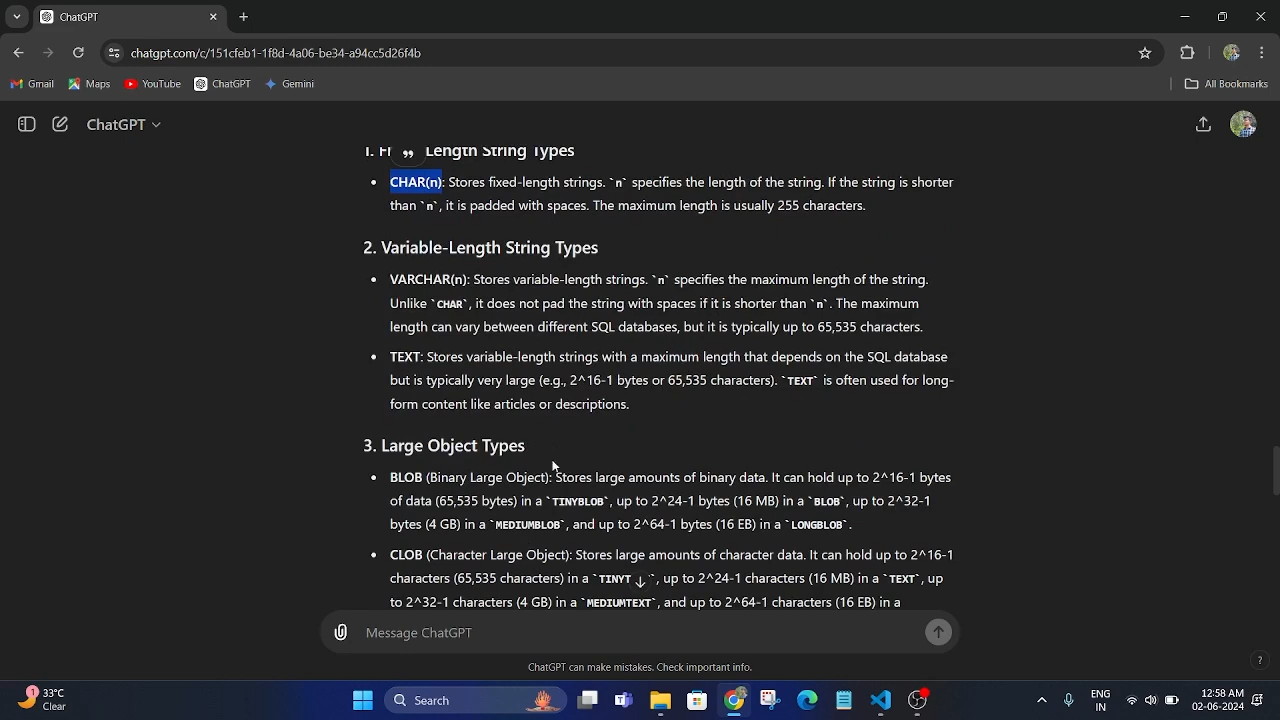 ChatGPT
chatgpt.com/c/151cfeb1-1f8d-4a06-be34-a94cc5d26f4b
Gmail Maps YouTube ChatGPT Gemini All Bookmarks
ChatGPT
1. Length String Types
CHAR(n): Stores fixed-length strings. `n` specifies the length of the string. If the string is shorter
than `n`, it is padded with spaces. The maximum length is usually 255 characters.
2. Variable-Length String Types
VARCHAR(n): Stores variable-length strings. `n` specifies the maximum length of the string.
Unlike `CHAR`, it does not pad the string with spaces if it is shorter than `n`. The maximum
length can vary between different SQL databases, but it is typically up to 65,535 characters.
TEXT: Stores variable-length strings with a maximum length that depends on the SQL database
but is typically very large (e.g., 2^16-1 bytes or 65,535 characters). `TEXT` is often used for long-
form content like articles or descriptions.
3. Large Object Types
BLOB (Binary Large Object): Stores large amounts of binary data. It can hold up to 2^16-1 bytes
of data (65,535 bytes) in a `TINYBLOB`, up to 2^24-1 bytes (16 MB) in a `BLOB`, up to 2^32-1
bytes (4 GB) in a `MEDIUMBLOB`, and up to 2^64-1 bytes (16 EB) in a `LONGBLOB`.
CLOB (Character Large Object): Stores large amounts of character data. It can hold up to 2^16-1
characters (65,535 characters) in a `TINYT `, up to 2^24-1 characters (16 MB) in a `TEXT`, up
to 2^32-1 characters (4 GB) in a `MEDIUMTEXT`, and up to 2^64-1 characters (16 EB) in a
Message ChatGPT
ChatGPT can make mistakes. Check important info.
?
1 33°C
Clear
Search
ENG
IN
12:58 AM
02-06-2024